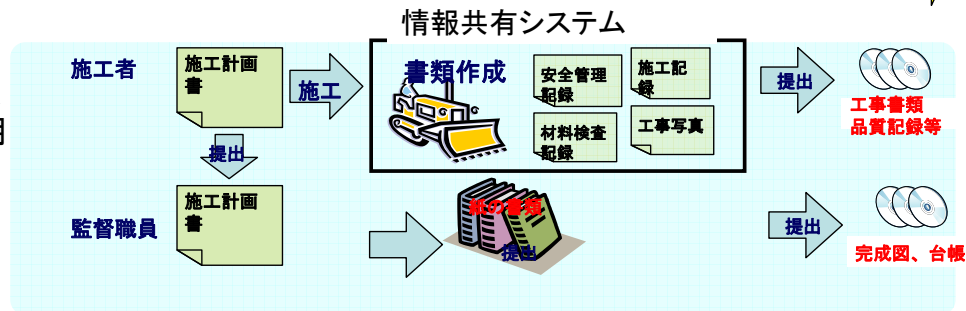 情報共有システム
施工者
施工計画
書
施工
書類作成
安全管理
記録
施工記
録
材料検査
記録
工事写真
提出
工事書類
品質記録等
提出
監督職員
施工計画
書
紙の書類
提出
提出
完成図、台帳